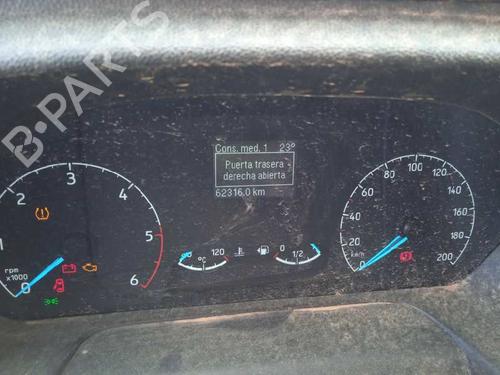 B-PARTS
Cons. med. 1 23°
Puerta trasera
derecha abierta
62316.0 km
0 1 2 3 4 5 6
rpm
x1000
°C 120
0 1/2
0 20 40 60 80 100 120 140 160 180 200
km/h